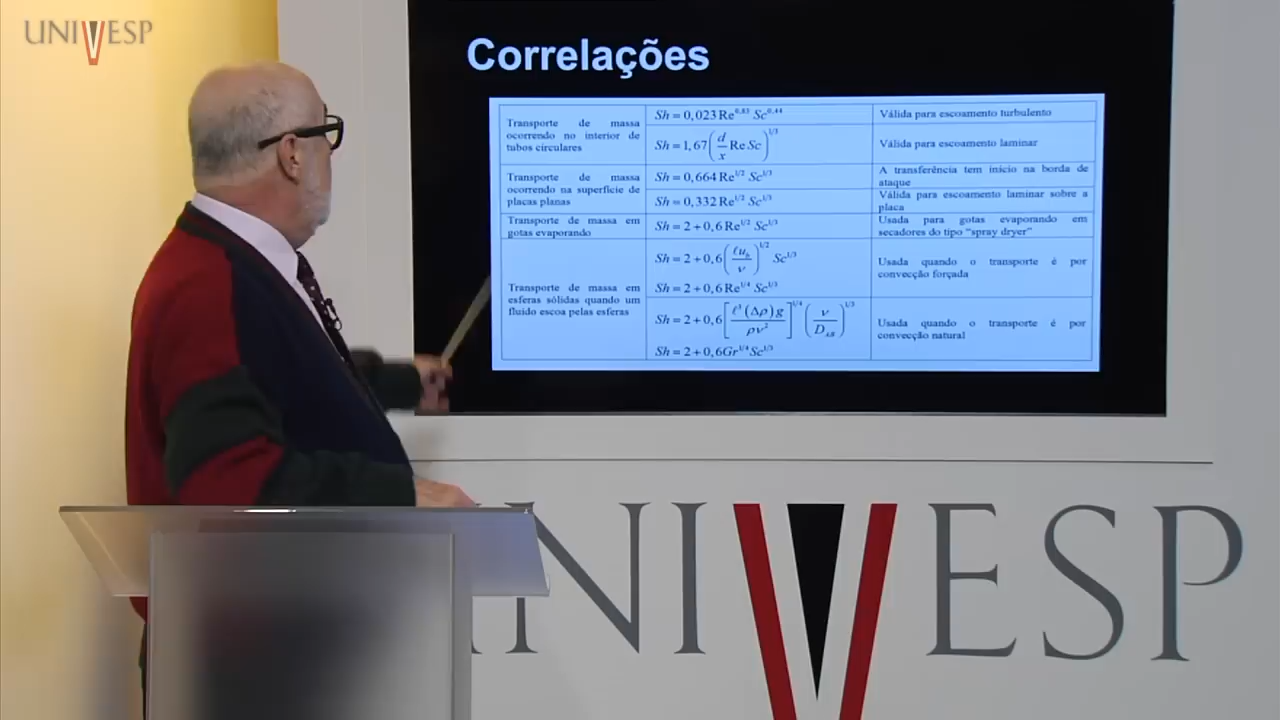 UNIVESP
Correlações
Transporte de massa
ocorrendo no interior de
tubos circulares
Sh = 0,023 Re^0,83 Sc^0,44
Válida para escoamento turbulento
Sh = 1,67 (d/x Re Sc)^1/3
Válida para escoamento laminar
Transporte de massa
ocorrendo na superfície de
placas planas
Sh = 0,664 Re^1/2 Sc^1/3
A transferência tem início na borda de
ataque
Sh = 0,332 Re^1/2 Sc^1/3
Válida para escoamento laminar sobre a
placa
Transporte de massa em
gotas evaporando
Sh = 2 + 0,6 Re^1/2 Sc^1/3
Usada para gotas evaporando em
secadores do tipo "spray dryer"
Transporte de massa em
esferas sólidas quando um
fluido escoa pelas esferas
Sh = 2 + 0,6 (ℓu_b/ν)^1/2 Sc^1/3
Sh = 2 + 0,6 Re^1/4 Sc^1/3
Usada quando o transporte é por
convecção forçada
Sh = 2 + 0,6 [ℓ³(Δρ)g/ρν²]^1/4 (ν/D_AB)^1/3
Sh = 2 + 0,6Gr^1/4 Sc^1/3
Usada quando o transporte é por
convecção natural
UNIVESP